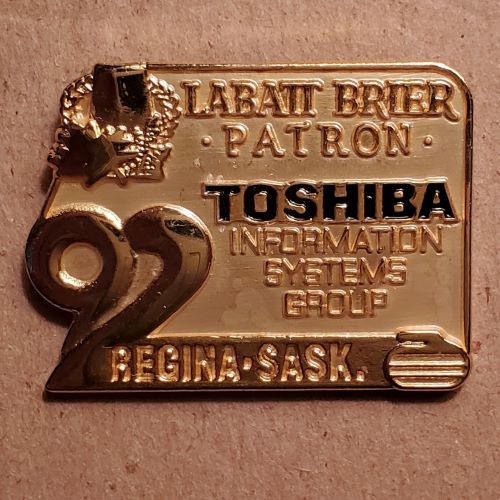 LABATT BRIER
· PATRON ·
TOSHIBA
INFORMATION
SYSTEMS
GROUP
92
REGINA · SASK.